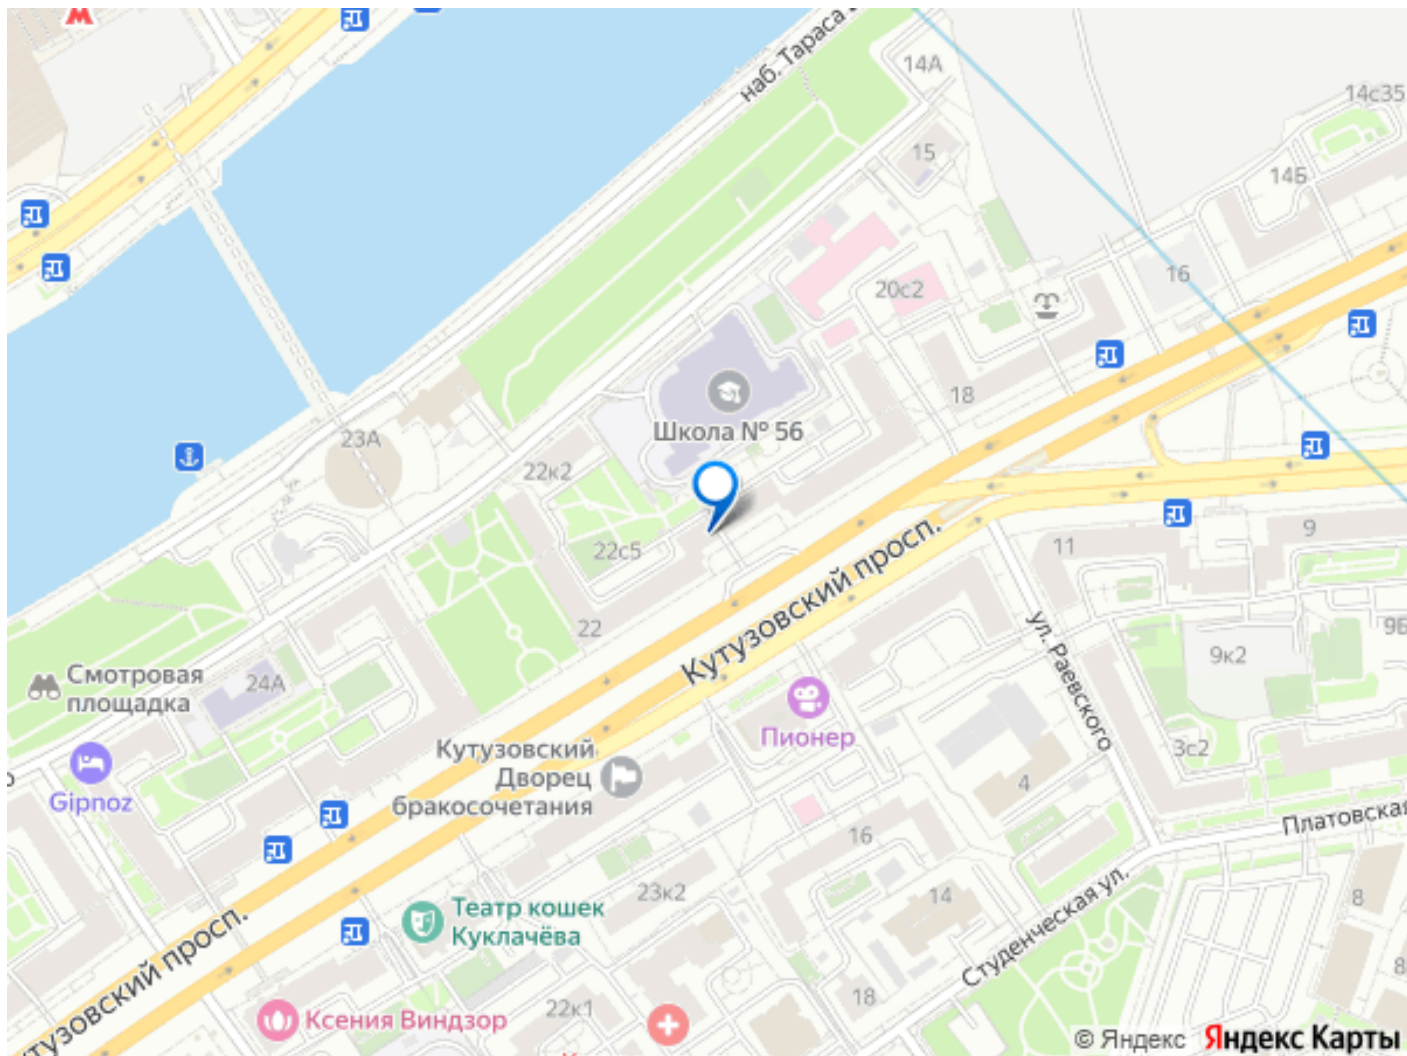 наб. Тараса
14А
14с35
15
14Б
16
20с2
18
Школа № 56
23А
22к2
22с5
22
Кутузовский просп.
11
9
ул. Раевского
9к2
9Б
3с2
Смотровая
площадка
24А
Gipnoz
Кутузовский
Дворец
бракосочетания
Пионер
4
16
Платовская
23к2
14
Студенческая ул.
8
Театр кошек
Куклачёва
8
18
22к1
Ксения Виндзор
утузовский просп.
© Яндекс Яндекс Карты